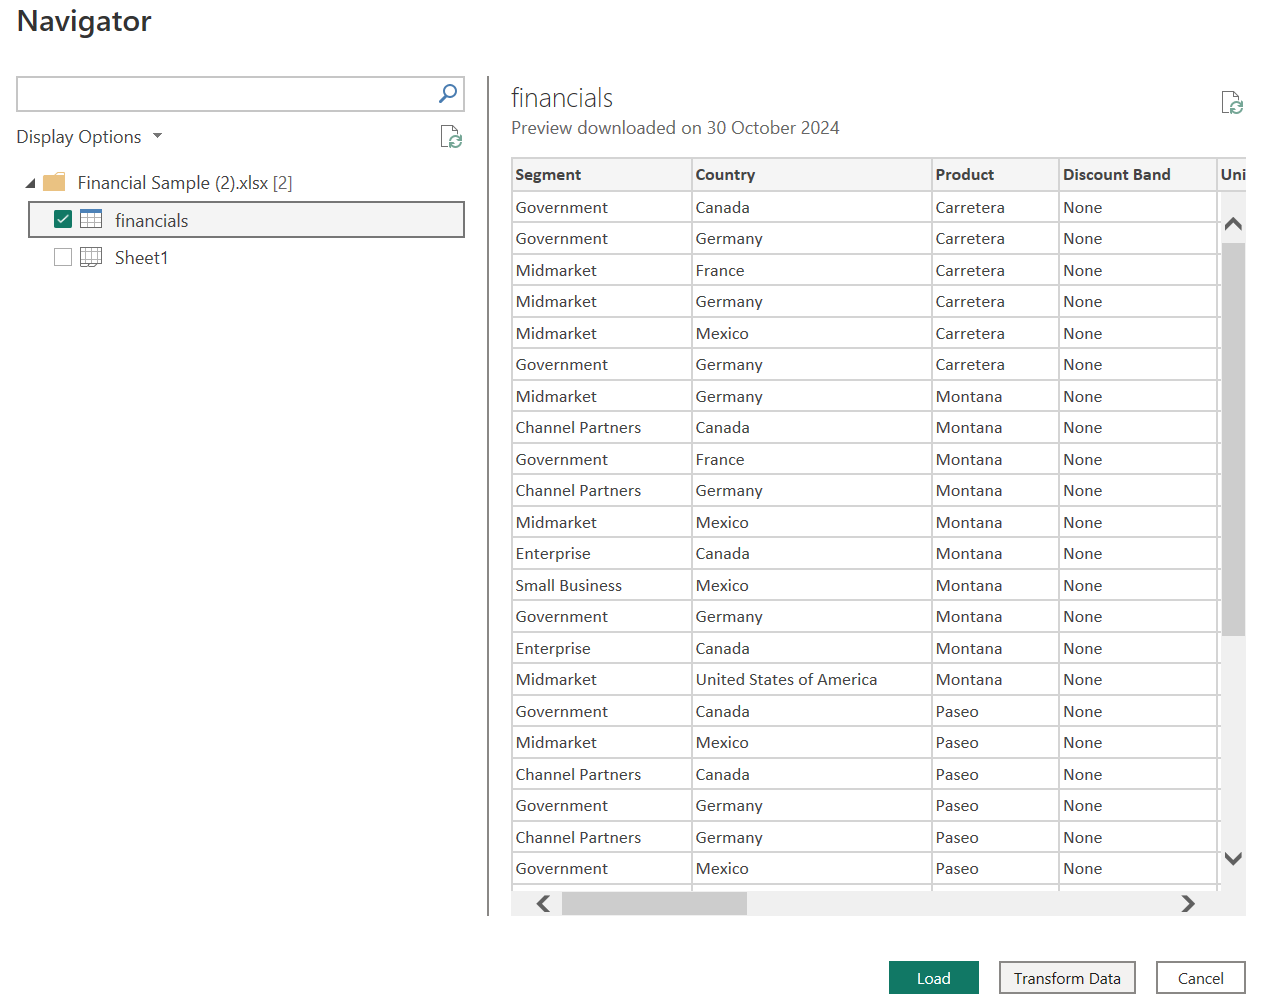 Navigator
Display Options
Financial Sample (2).xlsx [2]
financials
Sheet1
financials
Preview downloaded on 30 October 2024
Segment Country Product Discount Band Uni
Government Canada Carretera None
Government Germany Carretera None
Midmarket France Carretera None
Midmarket Germany Carretera None
Midmarket Mexico Carretera None
Government Germany Carretera None
Midmarket Germany Montana None
Channel Partners Canada Montana None
Government France Montana None
Channel Partners Germany Montana None
Midmarket Mexico Montana None
Enterprise Canada Montana None
Small Business Mexico Montana None
Government Germany Montana None
Enterprise Canada Montana None
Midmarket United States of America Montana None
Government Canada Paseo None
Midmarket Mexico Paseo None
Channel Partners Canada Paseo None
Government Germany Paseo None
Channel Partners Germany Paseo None
Government Mexico Paseo None
Load Transform Data Cancel